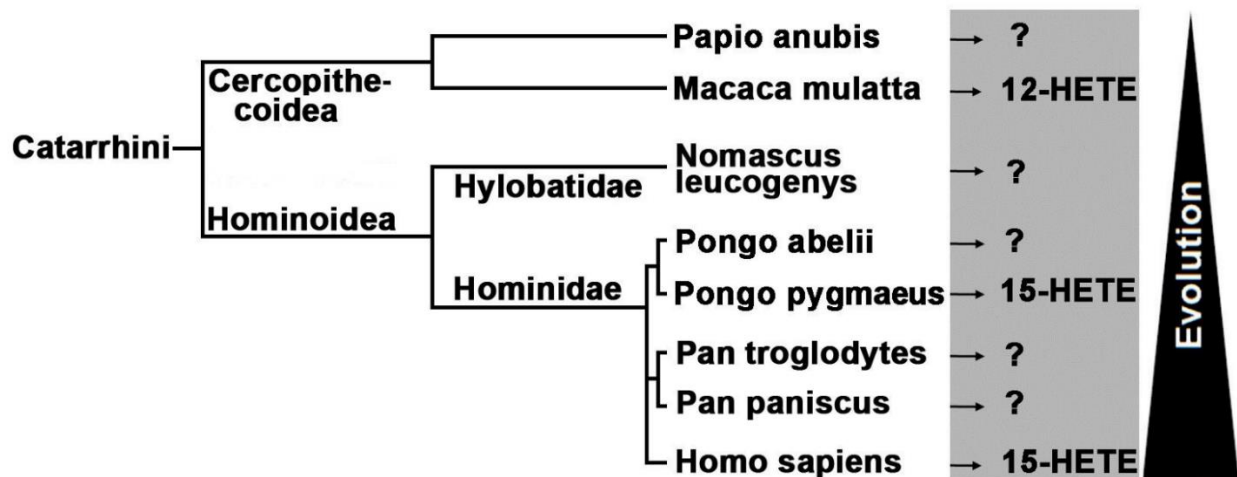 Papio anubis → ?
Cercopithe-
coidea
Macaca mulatta → 12-HETE
Catarrhini
Nomascus
leucogenys → ?
Hylobatidae
Hominoidea
Pongo abelii → ?
Hominidae
Pongo pygmaeus → 15-HETE
Pan troglodytes → ?
Pan paniscus → ?
Homo sapiens → 15-HETE
Evolution